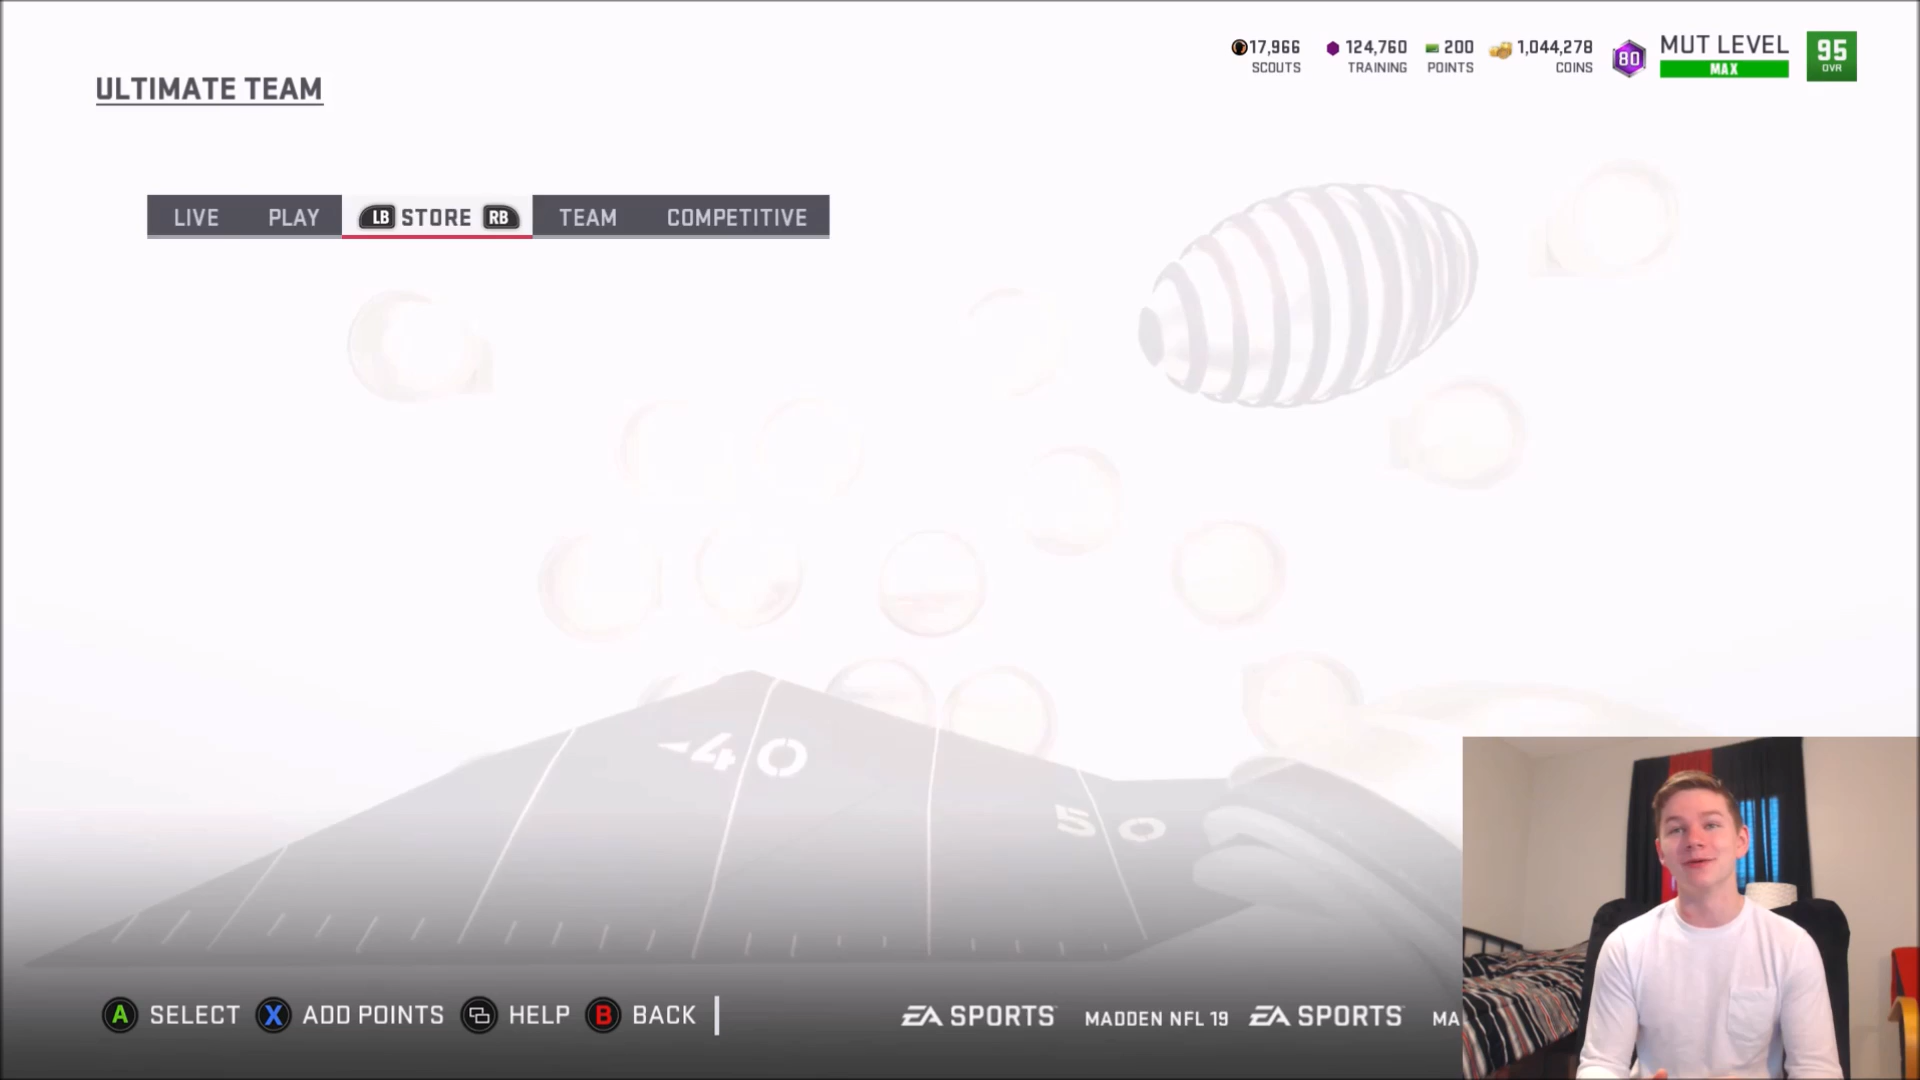 ULTIMATE TEAM
17,966 SCOUTS
124,760 TRAINING
200 POINTS
1,044,278 COINS
80
MUT LEVEL
MAX
95
OVR
LIVE PLAY LB STORE RB TEAM COMPETITIVE
40
50
A SELECT X ADD POINTS HELP B BACK
EA SPORTS MADDEN NFL 19 EA SPORTS MA